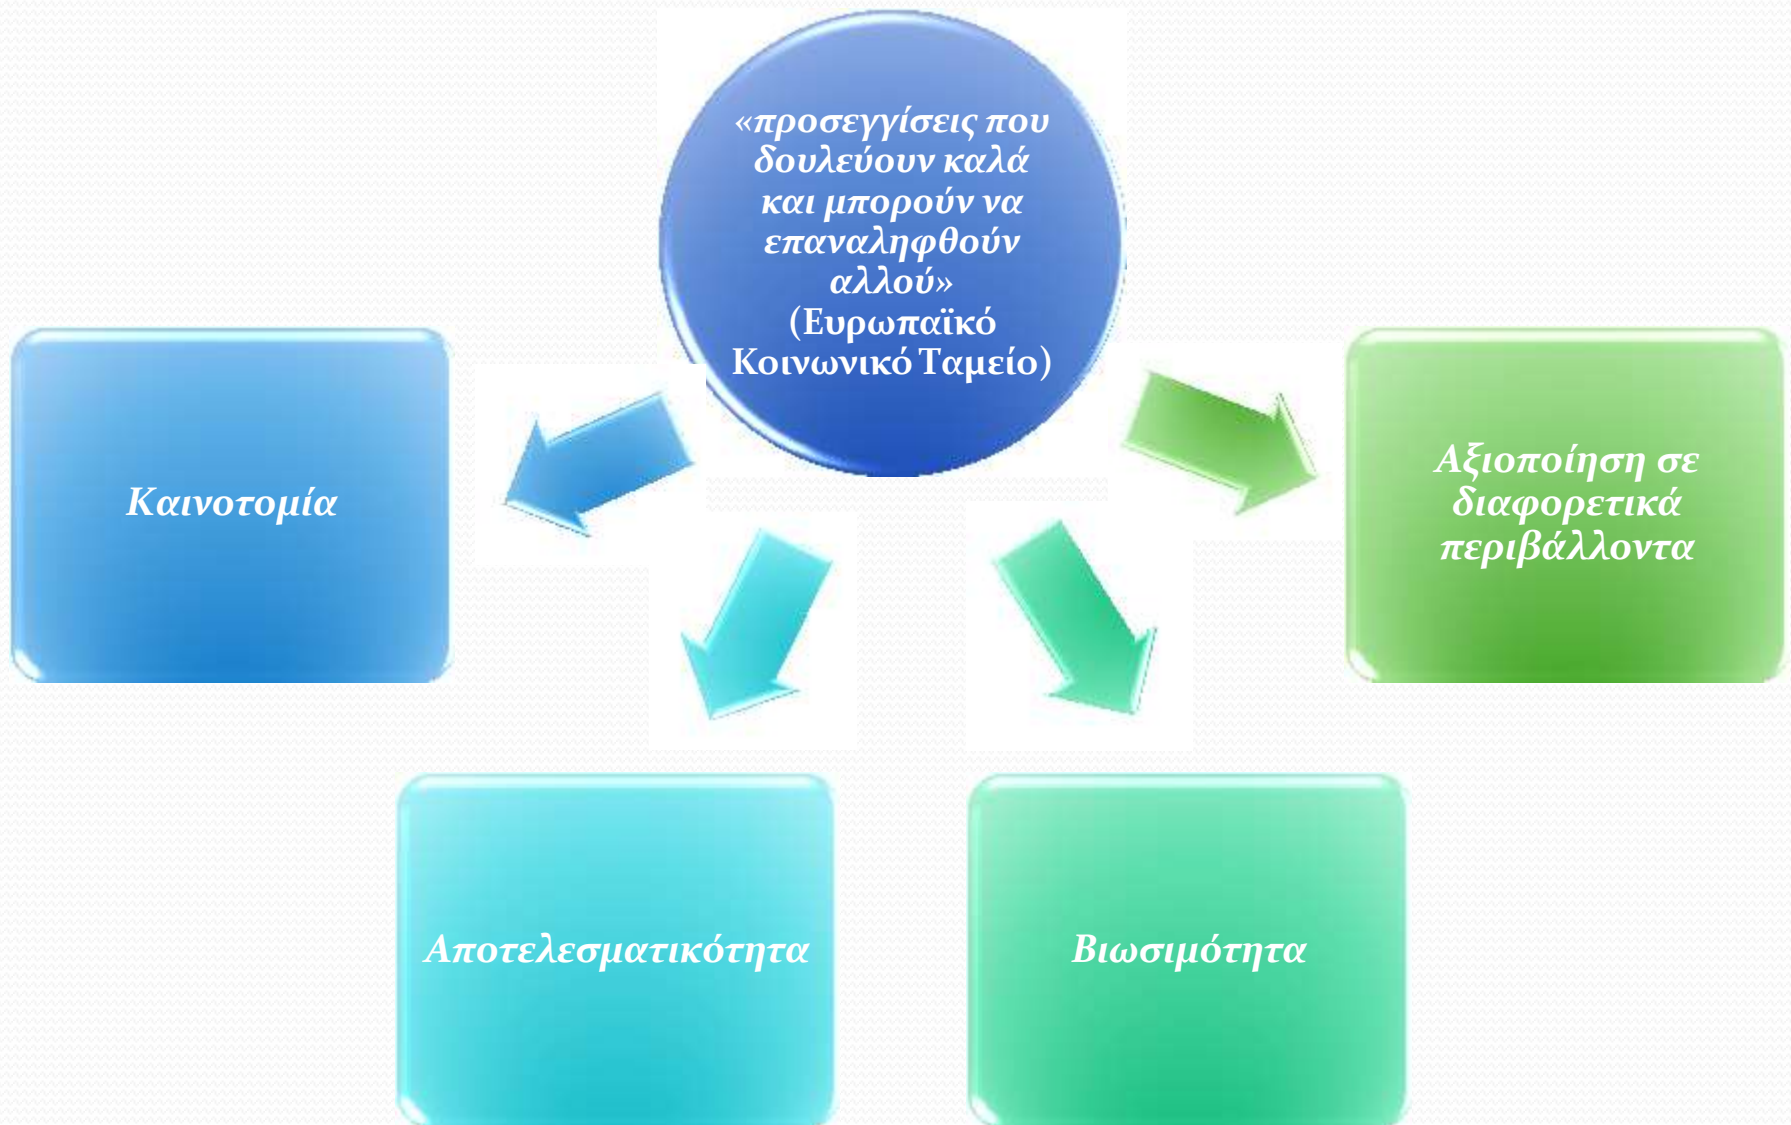 «προσεγγίσεις που
δουλεύουν καλά
και μπορούν να
επαναληφθούν
αλλού»
(Ευρωπαϊκό
Κοινωνικό Ταμείο)
Καινοτομία
Αποτελεσματικότητα
Βιωσιμότητα
Αξιοποίηση σε
διαφορετικά
περιβάλλοντα